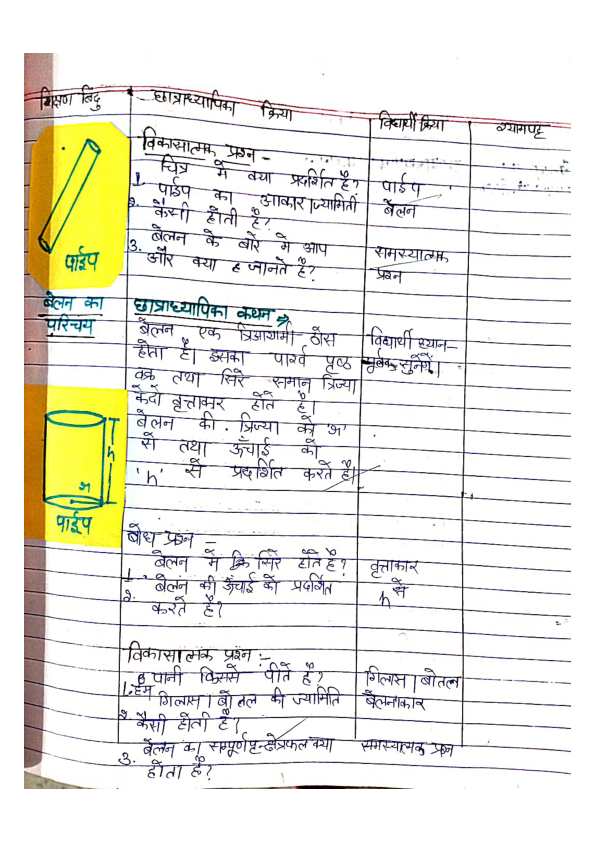 शिक्षण बिंदु छात्राध्यापिका क्रिया विद्यार्थी क्रिया श्यामपट्ट
विकासात्मक प्रश्न –
1. चित्र में क्या प्रदर्शित है? पाईप
2. पाईप का आकार/ज्यामिती बेलन
कैसी होती है?
3. बेलन के बारे में आप समस्यात्मक
और क्या जानते है? प्रश्न
पाईप
बेलन का
परिचय
छात्राध्यापिका कथन →
बेलन एक त्रिआयामी ठोस विद्यार्थी ध्यान–
होता है। इसका पार्श्व पृष्ठ पूर्वक सुनेगें।
वक्र तथा सिरे समान त्रिज्या
वृत्ताकार होते है।
बेलन की त्रिज्या को 'अ'
से तथा ऊँचाई को
'h' से प्रदर्शित करते है।
h
अ
पाईप
बोध प्रश्न –
1. बेलन में सिरे होते है? वृत्ताकार
2. बेलन की ऊँचाई को प्रदर्शित h से
करते है?
विकासात्मक प्रश्न :–
1. हम पानी किससे पीते है? गिलास/बोतल
2. गिलास/बोतल की ज्यामिति बेलनाकार
कैसी होती है?
3. बेलन का सम्पूर्ण क्षेत्रफल क्या समस्यात्मक प्रश्न
होता है?